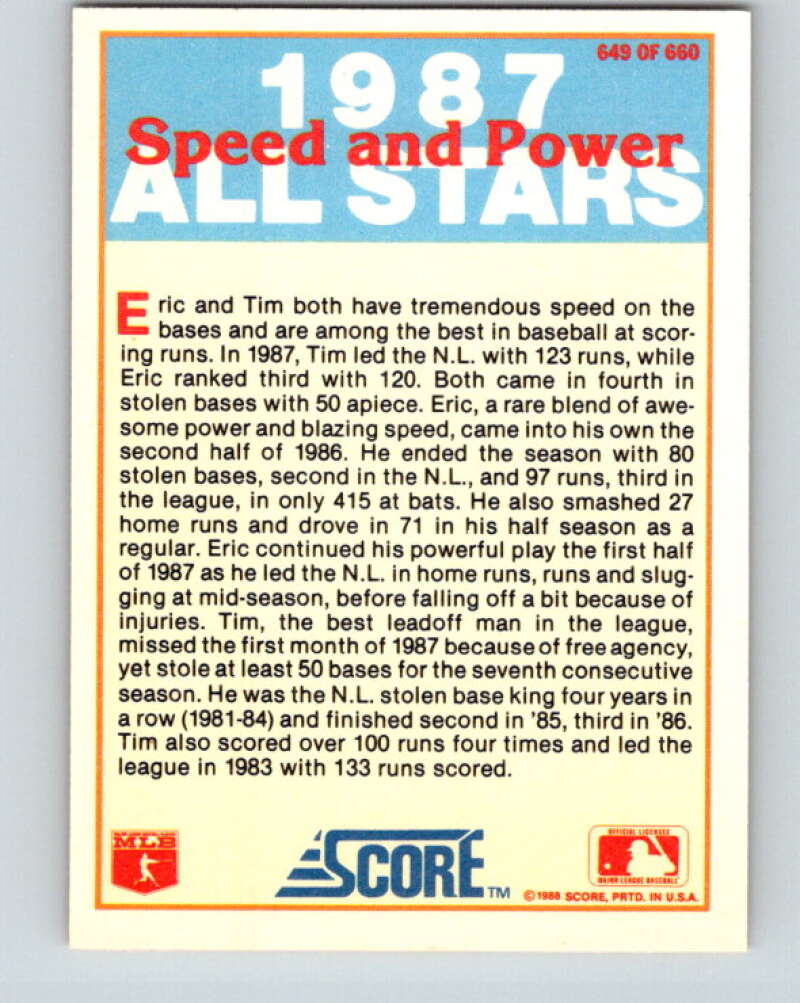 649 OF 660
1987
Speed and Power
ALL STARS
Eric and Tim both have tremendous speed on the
bases and are among the best in baseball at scor-
ing runs. In 1987, Tim led the N.L. with 123 runs, while
Eric ranked third with 120. Both came in fourth in
stolen bases with 50 apiece. Eric, a rare blend of awe-
some power and blazing speed, came into his own the
second half of 1986. He ended the season with 80
stolen bases, second in the N.L., and 97 runs, third in
the league, in only 415 at bats. He also smashed 27
home runs and drove in 71 in his half season as a
regular. Eric continued his powerful play the first half
of 1987 as he led the N.L. in home runs, runs and slug-
ging at mid-season, before falling off a bit because of
injuries. Tim, the best leadoff man in the league,
missed the first month of 1987 because of free agency,
yet stole at least 50 bases for the seventh consecutive
season. He was the N.L. stolen base king four years in
a row (1981-84) and finished second in '85, third in '86.
Tim also scored over 100 runs four times and led the
league in 1983 with 133 runs scored.
MLB
SCORE TM
OFFICIAL LICENSEE
MAJOR LEAGUE BASEBALL
©1988 SCORE, PRTD. IN U.S.A.